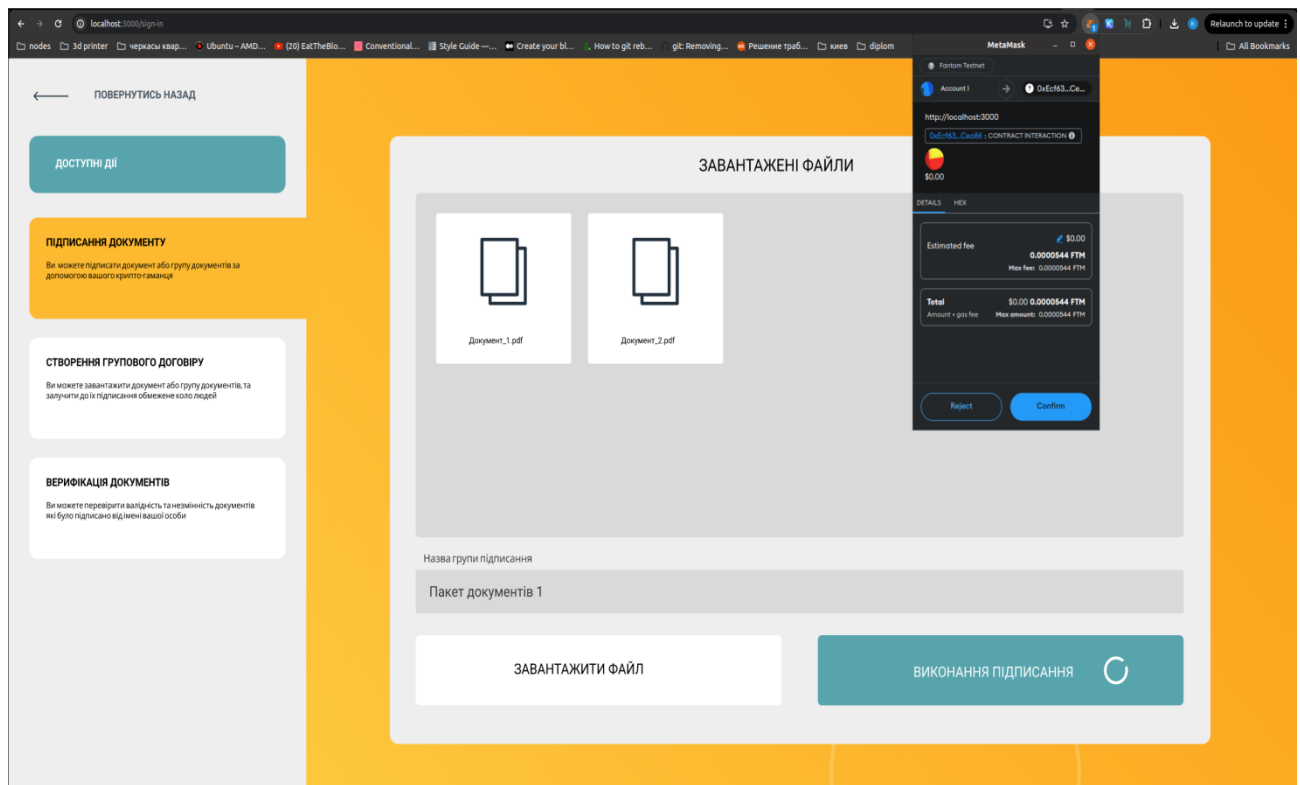 localhost:3000/sign-in
Relaunch to update
nodes
3d printer
черкасы квар...
Ubuntu – AMD...
(20) EatTheBlo...
Conventional...
Style Guide —...
Create your bl...
How to git reb...
git: Removing...
Решение траб...
киев
diplom
All Bookmarks
ПОВЕРНУТИСЬ НАЗАД
ДОСТУПНІ ДІЇ
ПІДПИСАННЯ ДОКУМЕНТУ
Ви можете підписати документ або групу документів за
допомогою вашого крипто-гаманця
СТВОРЕННЯ ГРУПОВОГО ДОГОВІРУ
Ви можете завантажити документ або групу документів, та
залучити до їх підписання обмежене коло людей
ВЕРИФІКАЦІЯ ДОКУМЕНТІВ
Ви можете перевірити валідність та незмінність документів
які було підписано від імені вашої особи
ЗАВАНТАЖЕНІ ФАЙЛИ
Документ_1.pdf
Документ_2.pdf
Назва групи підписання
Пакет документів 1
ЗАВАНТАЖИТИ ФАЙЛ
ВИКОНАННЯ ПІДПИСАННЯ
MetaMask
Fontom Testnet
Account 1
0xEcf63...Ce...
http://localhost:3000
0xEcf63...Cea86 : CONTRACT INTERACTION
$0.00
DETAILS
HEX
Estimated fee
$0.00
0.0000544 FTM
Max fee: 0.0000544 FTM
Total
$0.00 0.0000544 FTM
Amount + gas fee
Max amount: 0.0000544 FTM
Reject
Confirm